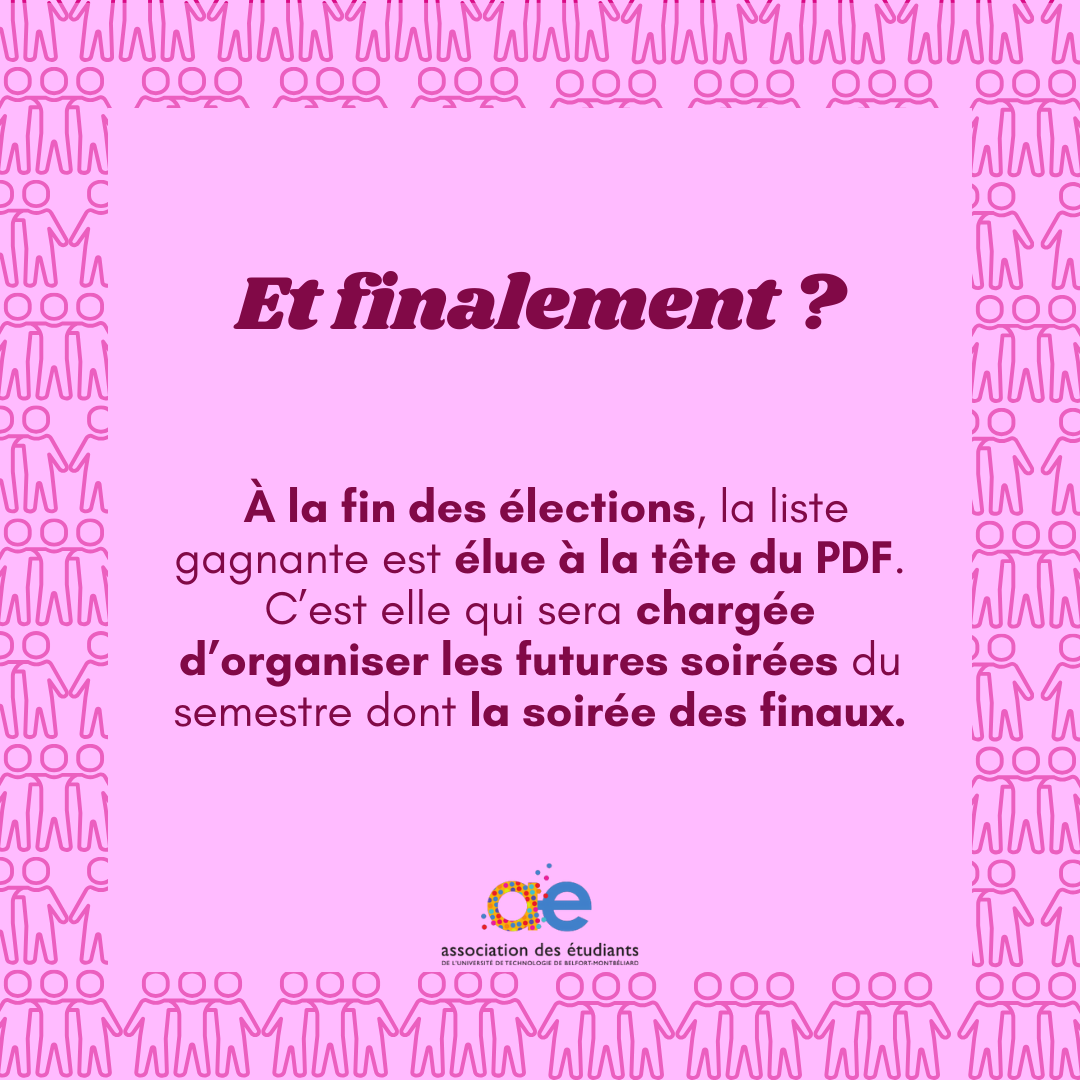 Et finalement ?
À la fin des élections, la liste
gagnante est élue à la tête du PDF.
C’est elle qui sera chargée
d’organiser les futures soirées du
semestre dont la soirée des finaux.
ae
association des étudiants
DE L'UNIVERSITÉ DE TECHNOLOGIE DE BELFORT-MONTBÉLIARD